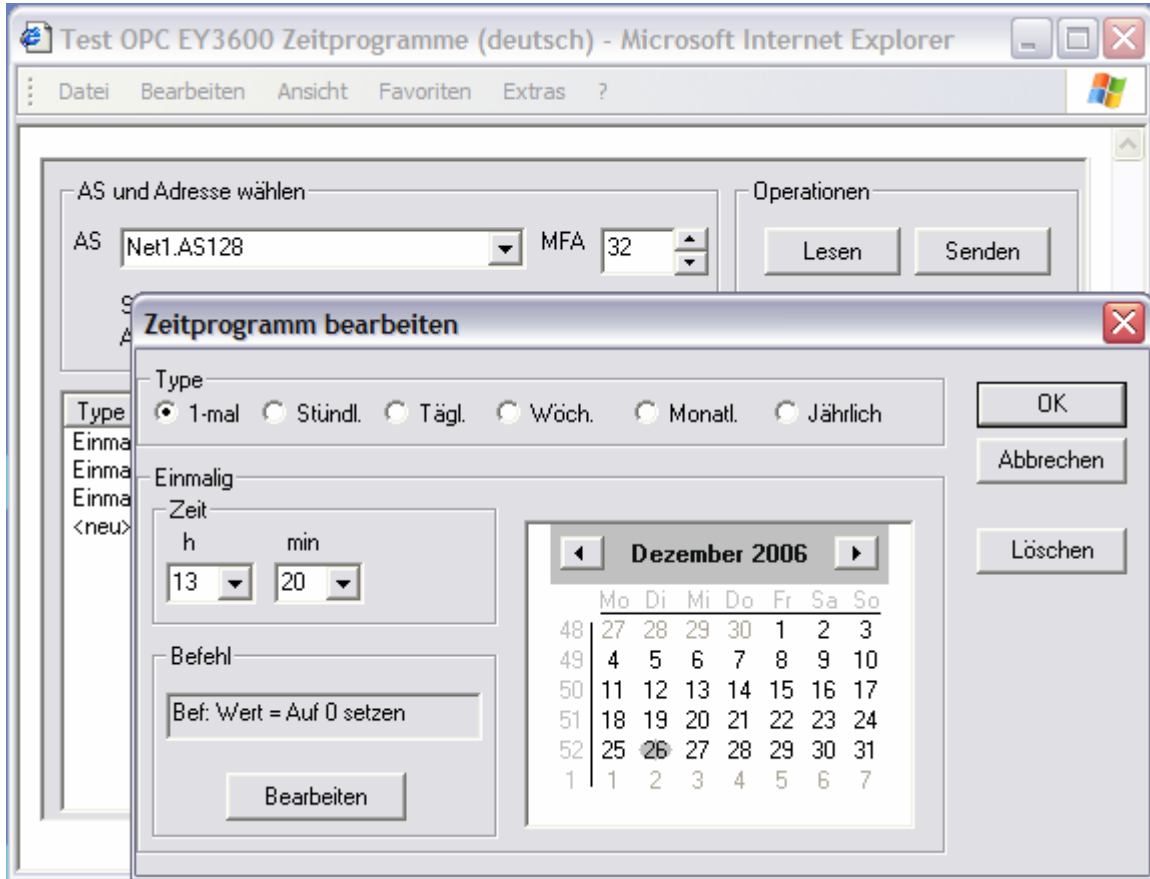 Test OPC EY3600 Zeitprogramme (deutsch) - Microsoft Internet Explorer
Datei Bearbeiten Ansicht Favoriten Extras ?
AS und Adresse wählen
Operationen
AS Net1.AS128 MFA 32 Lesen Senden
S
A
Zeitprogramm bearbeiten
Type
1-mal Stündl. Tägl. Wöch. Monatl. Jährlich
OK
Abbrechen
Löschen
Type
Einma
Einma
Einma
<neu>
Einmalig
Zeit
h min
13 20
Befehl
Bef: Wert = Auf 0 setzen
Bearbeiten
Dezember 2006
Mo Di Mi Do Fr Sa So
48 27 28 29 30 1 2 3
49 4 5 6 7 8 9 10
50 11 12 13 14 15 16 17
51 18 19 20 21 22 23 24
52 25 26 27 28 29 30 31
1 1 2 3 4 5 6 7